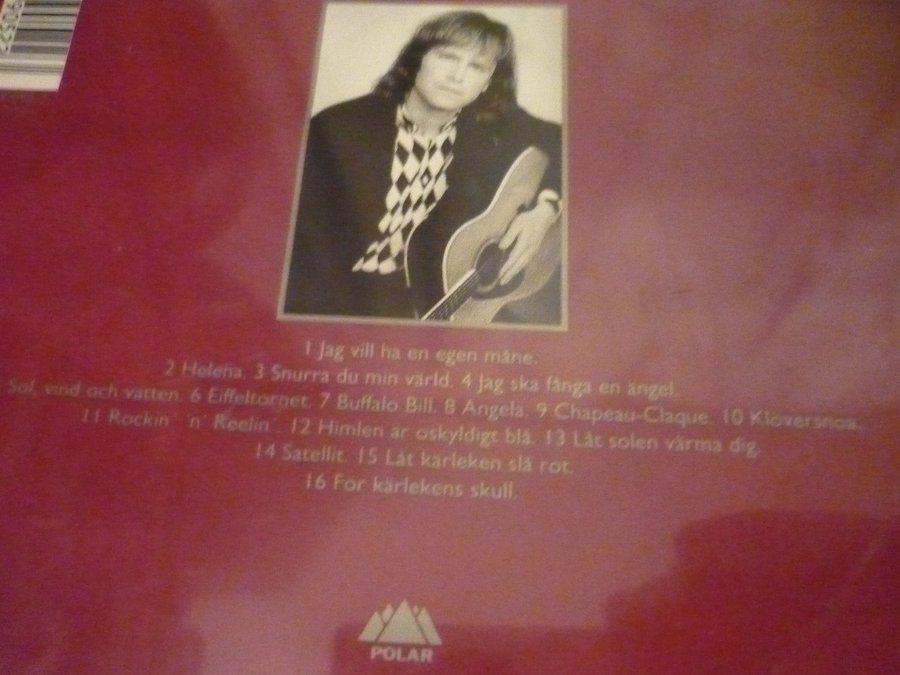 1 Jag vill ha en egen måne.
2 Helena. 3 Snurra du min värld. 4 Jag ska fånga en ängel.
Sol, vind och vatten. 6 Eiffeltornet. 7 Buffalo Bill. 8 Angela. 9 Chapeau-Claque. 10 Klöversnoa.
11 Rockin´ ´n´ Reelin´. 12 Himlen är oskyldigt blå. 13 Låt solen värma dig.
14 Satellit. 15 Låt kärleken slå rot.
16 För kärlekens skull.
POLAR